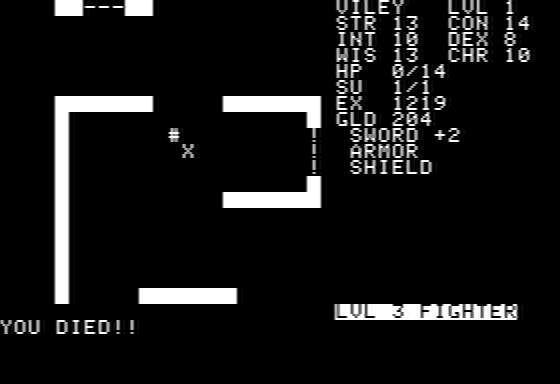 VILEY LVL 1
STR 13 CON 14
INT 10 DEX 8
WIS 13 CHR 10
HP 0/14
SU 1/1
EX 1219
GLD 204
SWORD +2
ARMOR
SHIELD
---
#
X
!
!
!
LVL 3 FIGHTER
YOU DIED!!